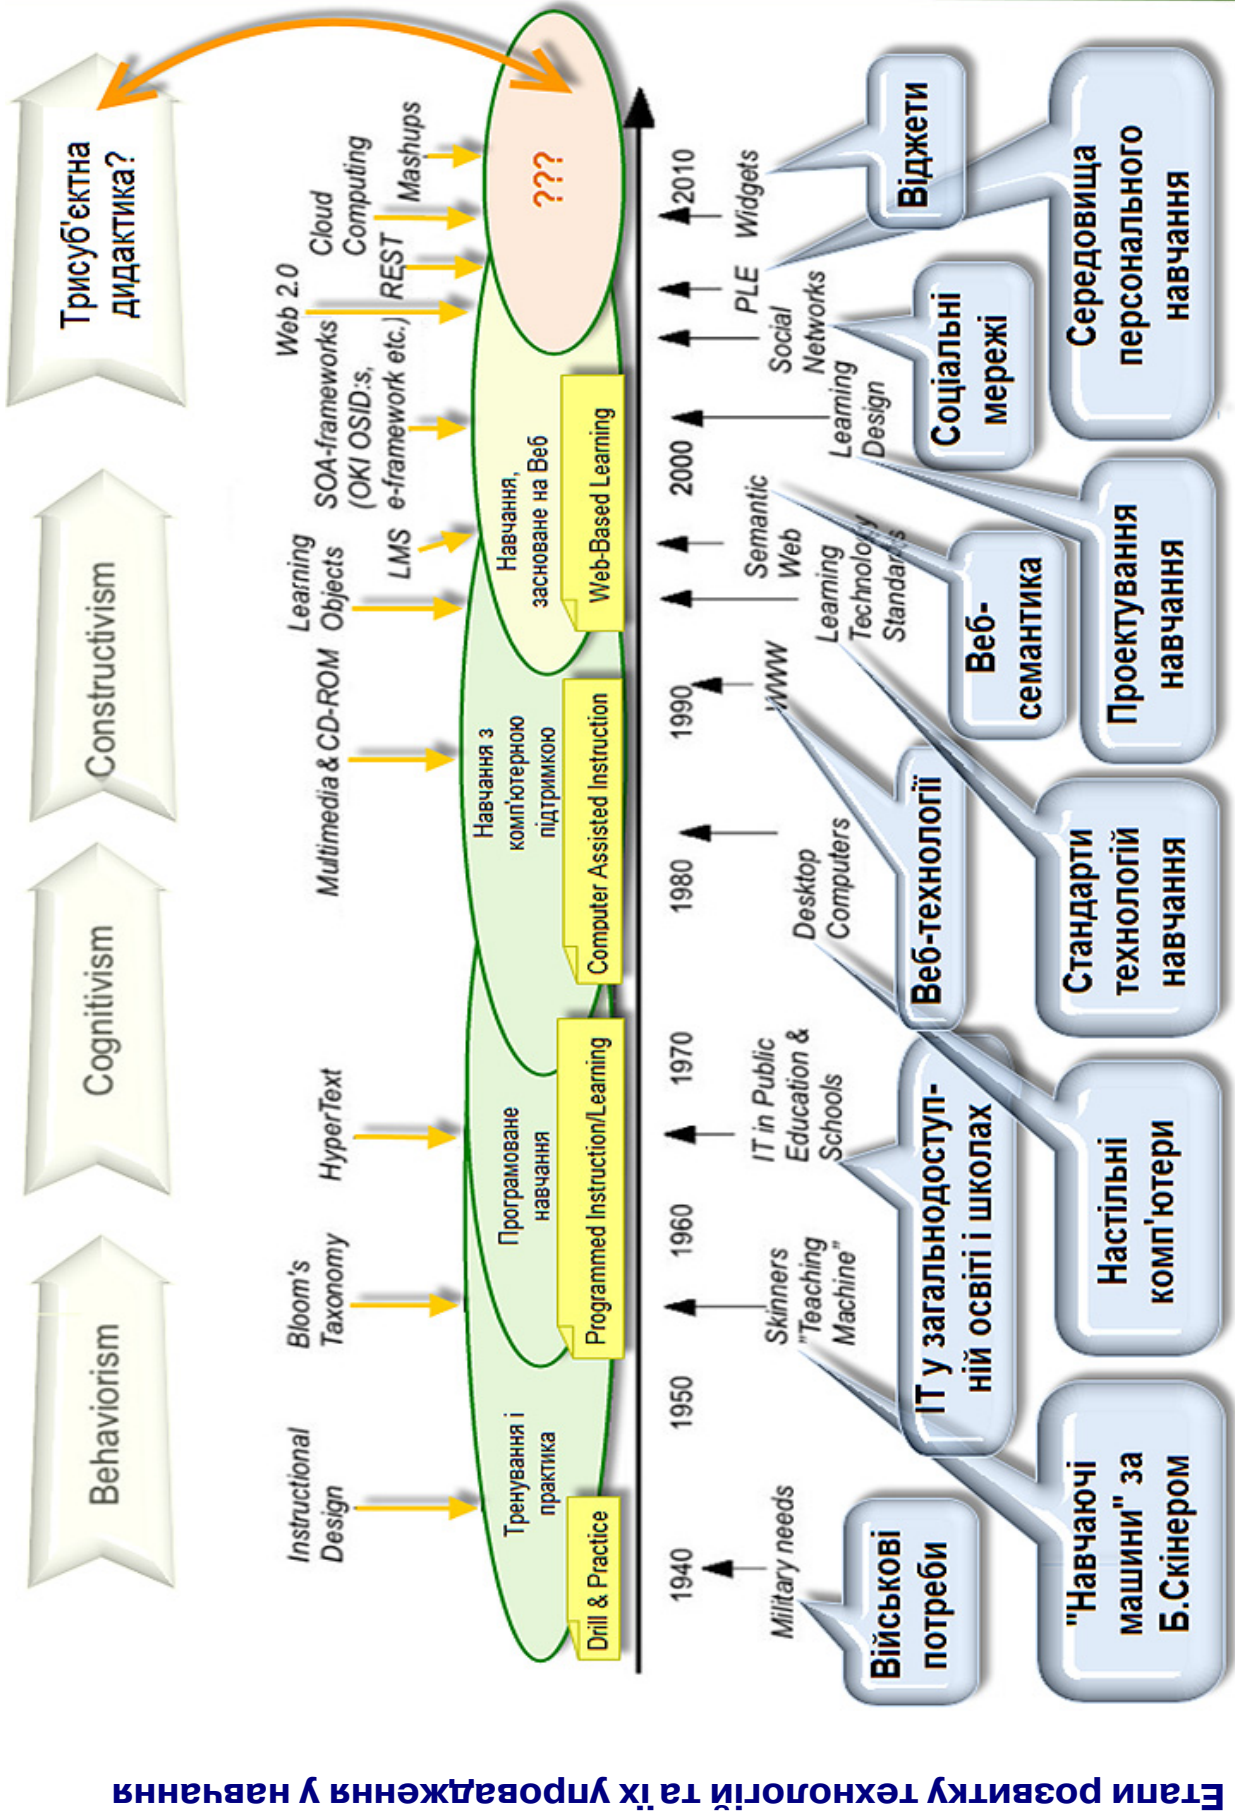 Етапи розвитку технологій та їх упровадження у навчання
Behaviorism
Cognitivism
Constructivism
Трисуб'єктна
дидактика?
Instructional
Design
Bloom's
Taxonomy
HyperText
Multimedia & CD-ROM
Learning
Objects
LMS
SOA-frameworks
(OKI OSID:s,
e-framework etc.)
Web 2.0
REST
Cloud
Computing
Mashups
Тренування і
практика
Drill & Practice
Програмоване
навчання
Programmed Instruction/Learning
Навчання з
комп'ютерною
підтримкою
Computer Assisted Instruction
Навчання,
засноване на Веб
Web-Based Learning
???
1940
1950
1960
1970
1980
1990
2000
2010
Military needs
Skinners
"Teaching
Machine"
IT in Public
Education &
Schools
Desktop
Computers
WWW
Learning
Technology
Standards
Semantic
Web
Learning
Design
Social
Networks
PLE
Widgets
Військові
потреби
"Навчаючі
машини" за
Б.Скінером
ІТ у загальнодоступ-
ній освіті і школах
Настільні
комп'ютери
Веб-технології
Стандарти
технологій
навчання
Веб-
семантика
Проектування
навчання
Соціальні
мережі
Середовища
персонального
навчання
Віджети